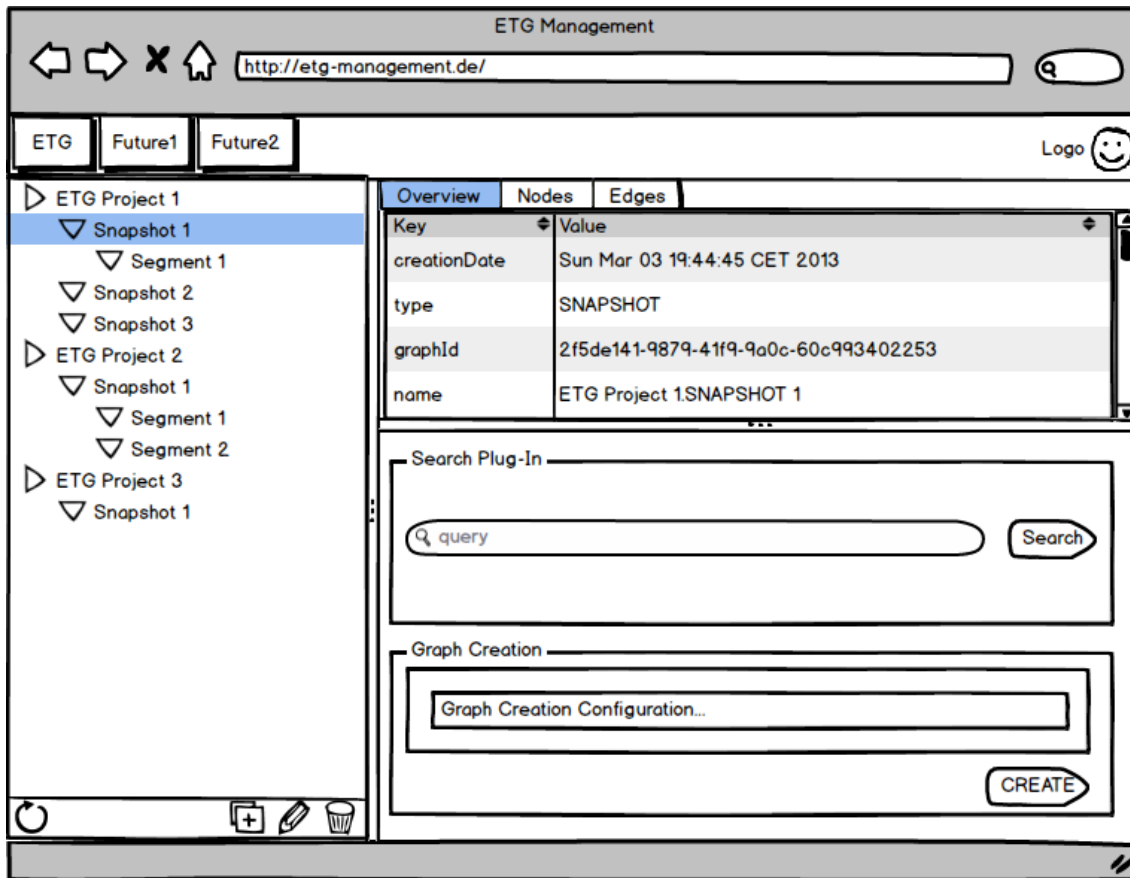 ETG Management
http://etg-management.de/
ETG Future1 Future2
Logo
ETG Project 1
Snapshot 1
Segment 1
Snapshot 2
Snapshot 3
ETG Project 2
Snapshot 1
Segment 1
Segment 2
ETG Project 3
Snapshot 1
Overview Nodes Edges
Key Value
creationDate Sun Mar 03 19:44:45 CET 2013
type SNAPSHOT
graphId 2f5de141-9879-41f9-9a0c-60c993402253
name ETG Project 1.SNAPSHOT 1
Search Plug-In
query Search
Graph Creation
Graph Creation Configuration...
CREATE